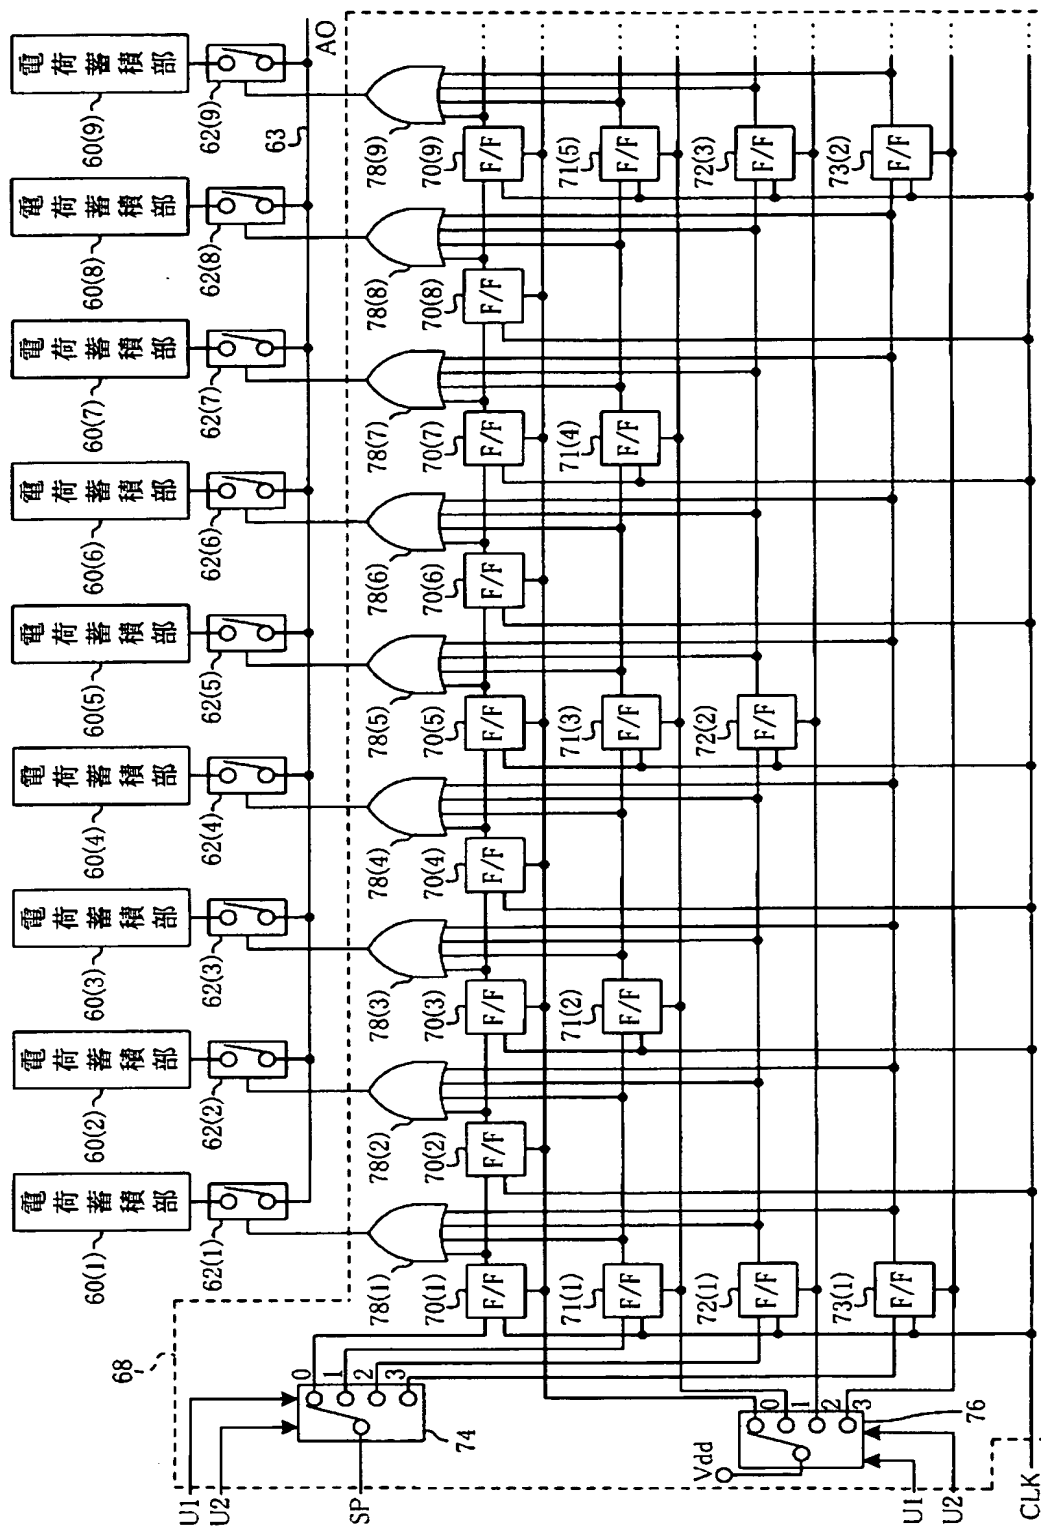 電荷蓄積部
電荷蓄積部
電荷蓄積部
電荷蓄積部
電荷蓄積部
電荷蓄積部
電荷蓄積部
電荷蓄積部
電荷蓄積部
60(1)
60(2)
60(3)
60(4)
60(5)
60(6)
60(7)
60(8)
60(9)
62(1)
62(2)
62(3)
62(4)
62(5)
62(6)
62(7)
62(8)
62(9)
63
AO
68
U1
U2
SP
0
1
2
3
74
78(1)
78(2)
78(3)
78(4)
78(5)
78(6)
78(7)
78(8)
78(9)
70(1)
70(2)
70(3)
70(4)
70(5)
70(6)
70(7)
70(8)
70(9)
F/F
F/F
F/F
F/F
F/F
F/F
F/F
F/F
F/F
71(1)
71(2)
71(3)
71(4)
71(5)
F/F
F/F
F/F
F/F
F/F
72(1)
72(2)
72(3)
F/F
F/F
F/F
73(1)
73(2)
F/F
F/F
Vdd
0
1
2
3
76
U1
U2
CLK